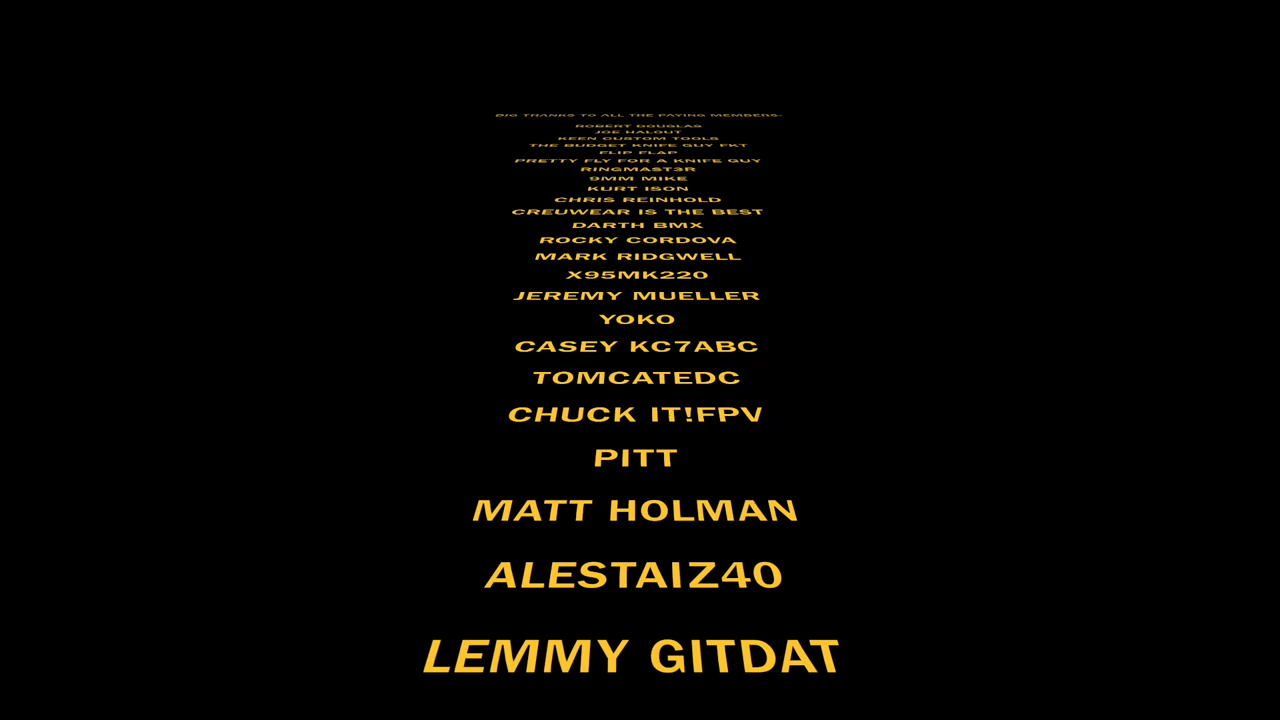 BIG THANKS TO ALL THE PAYING MEMBERS-
ROBERT DOUGLAS
JOE HALOUT
KEEN CUSTOM TOOLS
THE BUDGET KNIFE GUY FKT
FLIP FLAP
PRETTY FLY FOR A KNIFE GUY
RINGMAST3R
9MM MIKE
KURT ISON
CHRIS REINHOLD
CREUWEAR IS THE BEST
DARTH BMX
ROCKY CORDOVA
MARK RIDGWELL
X95MK220
JEREMY MUELLER
YOKO
CASEY KC7ABC
TOMCATEDC
CHUCK IT!FPV
PITT
MATT HOLMAN
ALESTAIZ40
LEMMY GITDAT